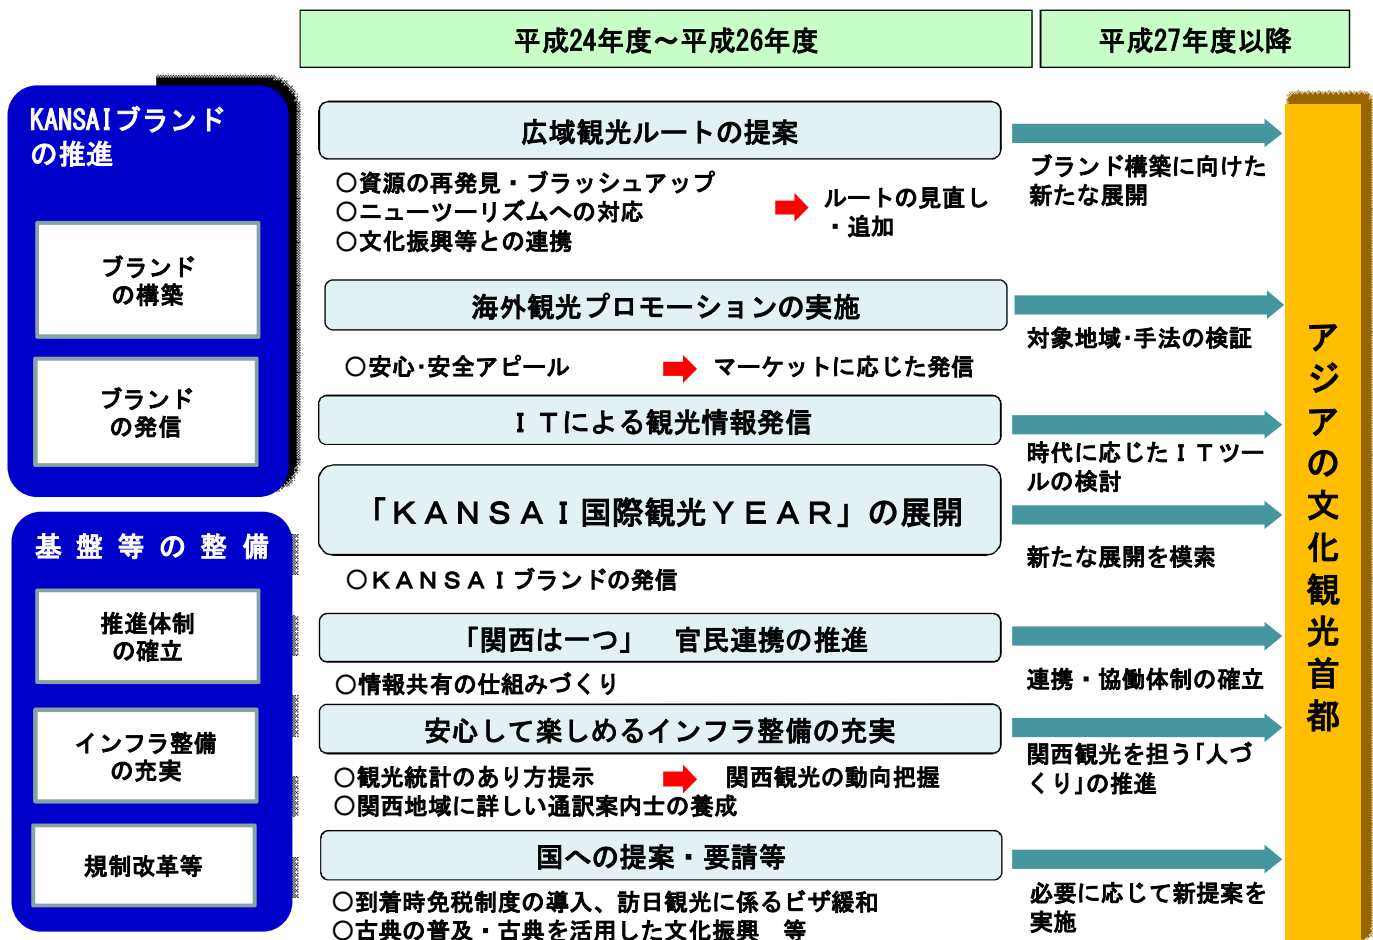 平成24年度～平成26年度
平成27年度以降
KANSAIブランド
の推進
ブランド
の構築
ブランド
の発信
基盤等の整備
推進体制
の確立
インフラ整備
の充実
規制改革等
広域観光ルートの提案
○資源の再発見・ブラッシュアップ
○ニューツーリズムへの対応
○文化振興等との連携
ルートの見直し
・追加
ブランド構築に向けた
新たな展開
海外観光プロモーションの実施
○安心・安全アピール
マーケットに応じた発信
対象地域・手法の検証
ＩＴによる観光情報発信
時代に応じたＩＴツー
ルの検討
「ＫＡＮＳＡＩ国際観光ＹＥＡＲ」の展開
○ＫＡＮＳＡＩブランドの発信
新たな展開を模索
「関西は一つ」　官民連携の推進
○情報共有の仕組みづくり
連携・協働体制の確立
安心して楽しめるインフラ整備の充実
○観光統計のあり方提示
関西観光の動向把握
○関西地域に詳しい通訳案内士の養成
関西観光を担う「人づ
くり」の推進
国への提案・要請等
○到着時免税制度の導入、訪日観光に係るビザ緩和
○古典の普及・古典を活用した文化振興　等
必要に応じて新提案を
実施
アジアの文化観光首都